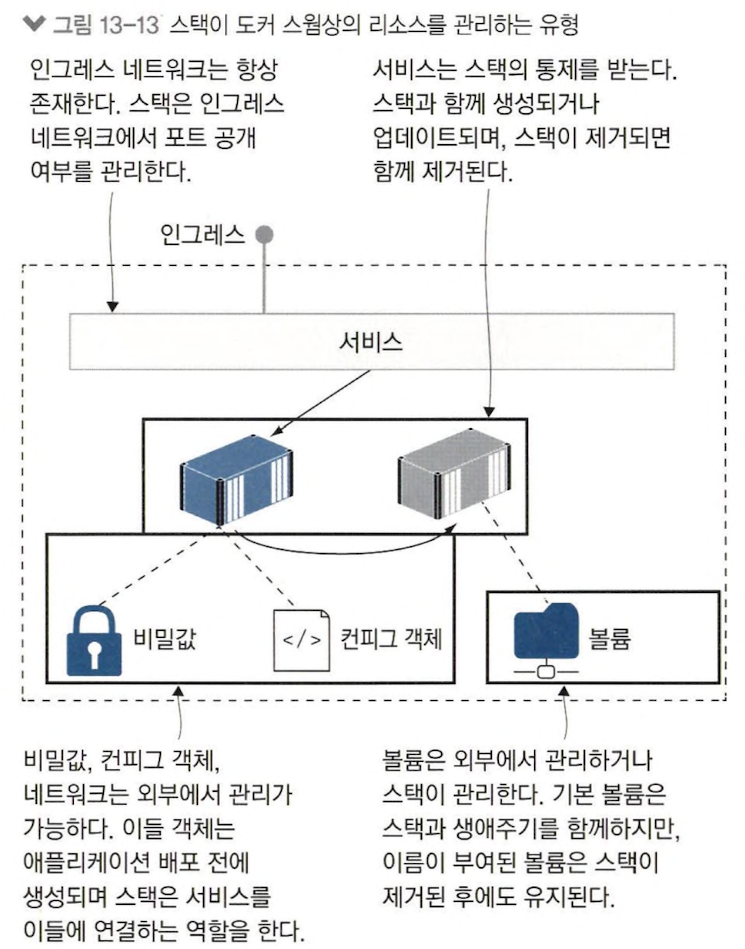 그림 13-13 스택이 도커 스웜상의 리소스를 관리하는 유형
인그레스 네트워크는 항상
존재한다. 스택은 인그레스
네트워크에서 포트 공개
여부를 관리한다.
서비스는 스택의 통제를 받는다.
스택과 함께 생성되거나
업데이트되며, 스택이 제거되면
함께 제거된다.
인그레스
서비스
비밀값
</>
컨피그 객체
볼륨
비밀값, 컨피그 객체,
네트워크는 외부에서 관리가
가능하다. 이들 객체는
애플리케이션 배포 전에
생성되며 스택은 서비스를
이들에 연결하는 역할을 한다.
볼륨은 외부에서 관리하거나
스택이 관리한다. 기본 볼륨은
스택과 생애주기를 함께하지만,
이름이 부여된 볼륨은 스택이
제거된 후에도 유지된다.